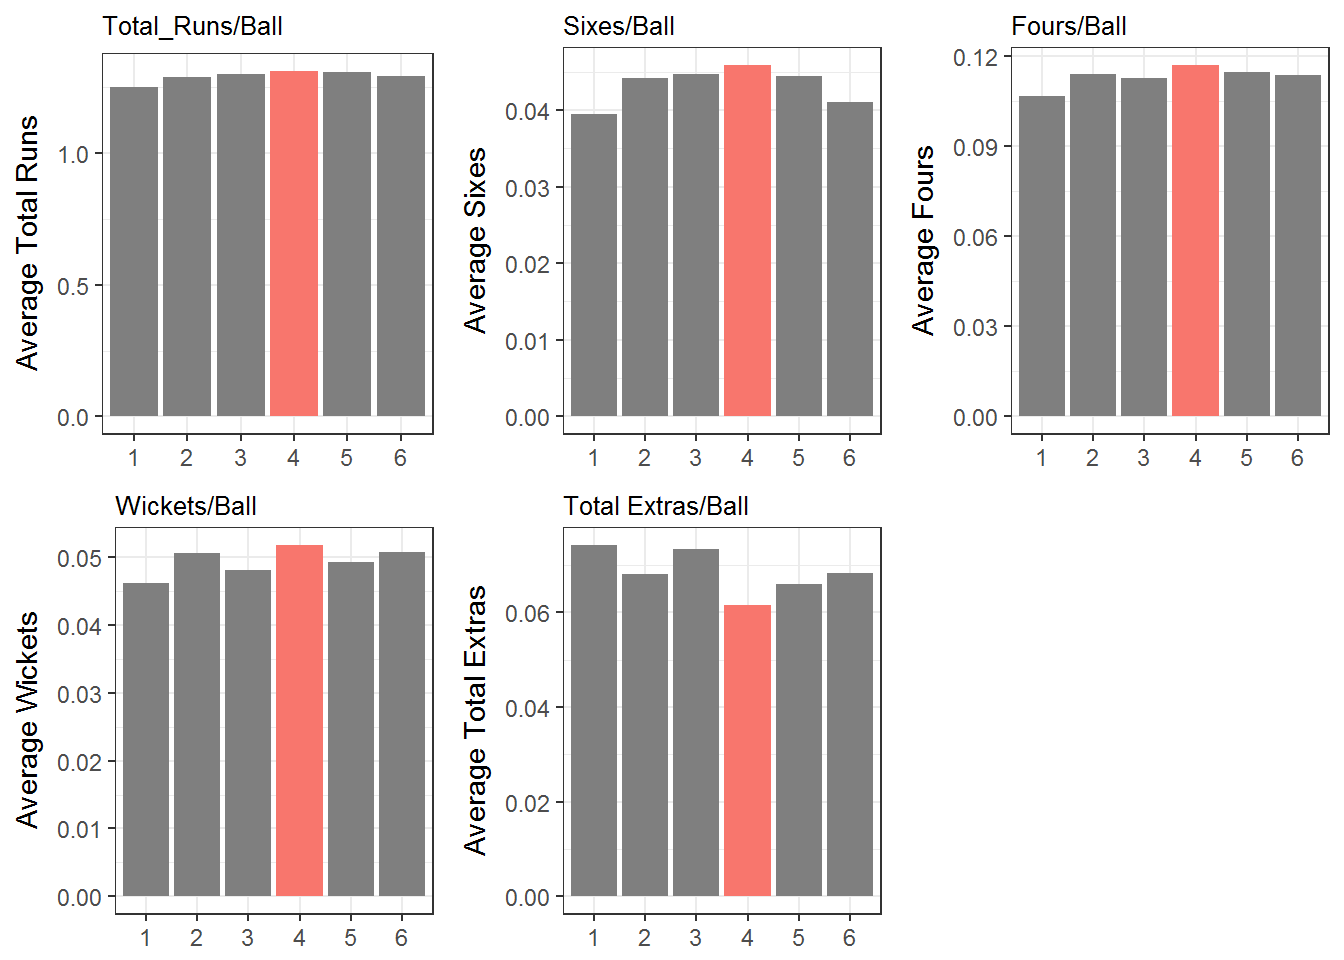 Total_Runs/Ball
Average Total Runs
1.0
0.5
0.0
1 2 3 4 5 6
Sixes/Ball
Average Sixes
0.04
0.03
0.02
0.01
0.00
1 2 3 4 5 6
Fours/Ball
Average Fours
0.12
0.09
0.06
0.03
0.00
1 2 3 4 5 6
Wickets/Ball
Average Wickets
0.05
0.04
0.03
0.02
0.01
0.00
1 2 3 4 5 6
Total Extras/Ball
Average Total Extras
0.06
0.04
0.02
0.00
1 2 3 4 5 6